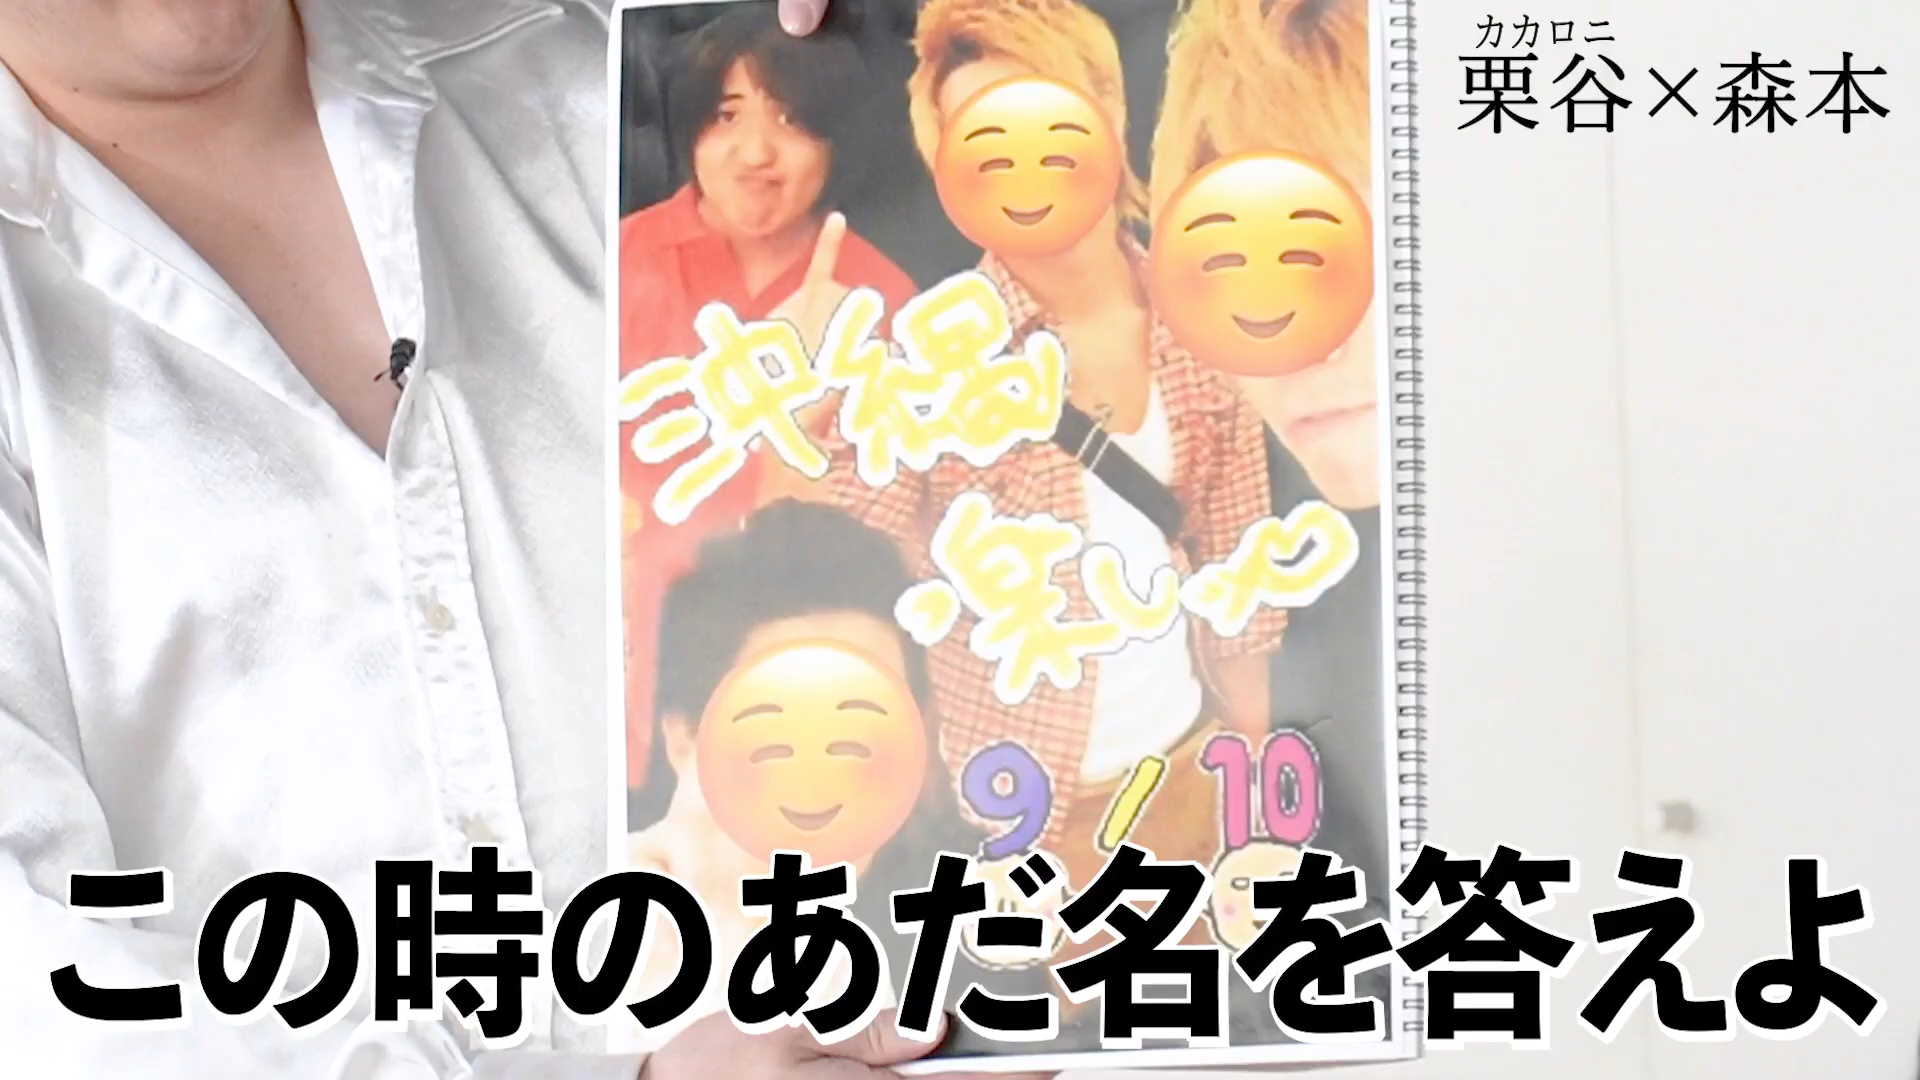 カカロニ
栗谷×森本
沖縄
楽しも
9/10
この時のあだ名を答えよ